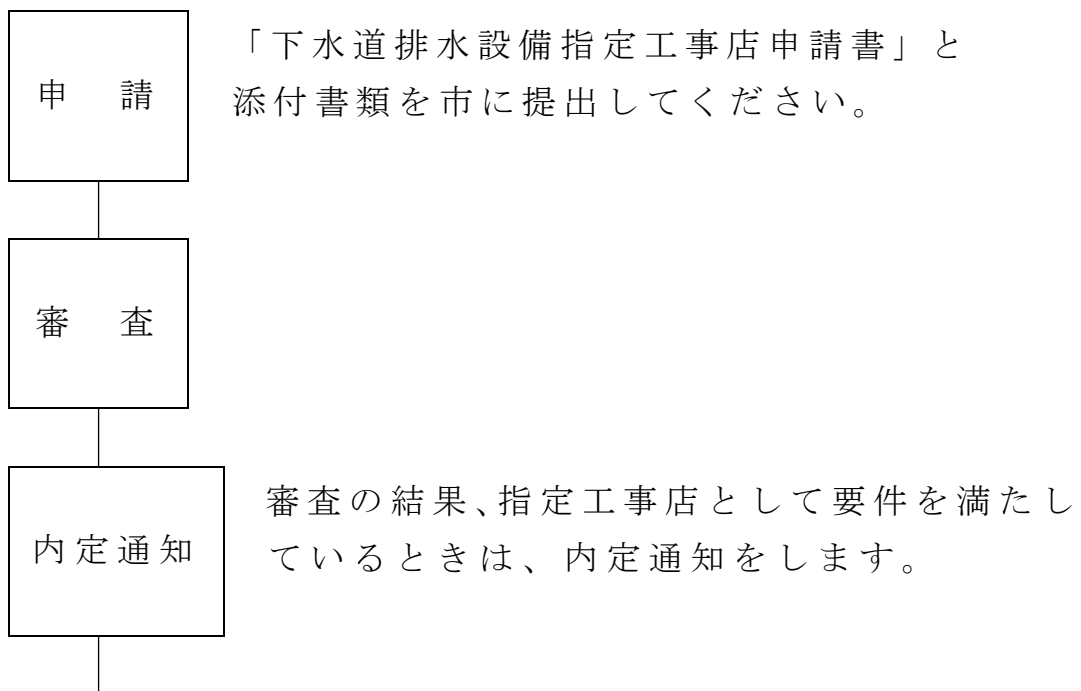 申請
「下水道排水設備指定工事店申請書」と
添付書類を市に提出してください。
審査
内定通知
審査の結果、指定工事店として要件を満たし
ているときは、内定通知をします。